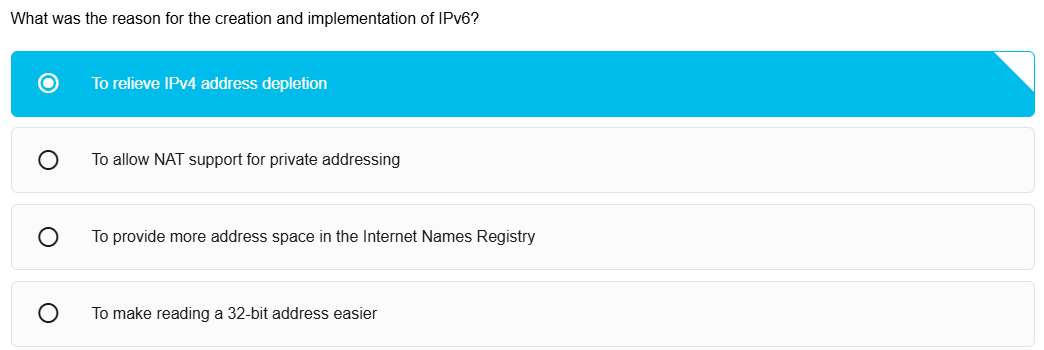 What was the reason for the creation and implementation of IPv6?
To relieve IPv4 address depletion
To allow NAT support for private addressing
To provide more address space in the Internet Names Registry
To make reading a 32-bit address easier